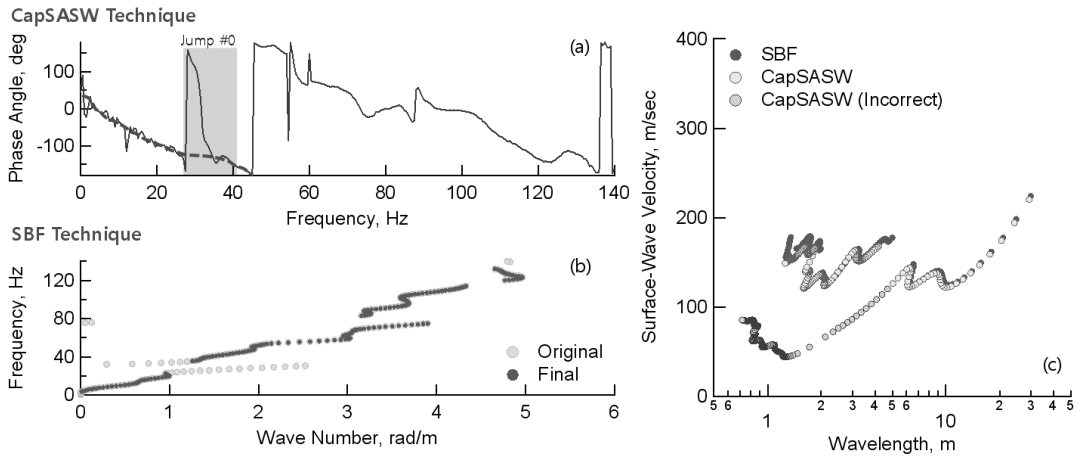 CapSASW Technique
Jump #0
(a)
100
0
-100
Phase Angle, deg
0 20 40 60 80 100 120 140
Frequency, Hz
SBF Technique
(b)
120
80
40
0
Frequency, Hz
Original
Final
0 1 2 3 4 5 6
Wave Number, rad/m
400
300
200
100
0
Surface-Wave Velocity, m/sec
SBF
CapSASW
CapSASW (Incorrect)
(c)
5 6 1 2 3 4 5 6 10 2 3 4 5
Wavelength, m